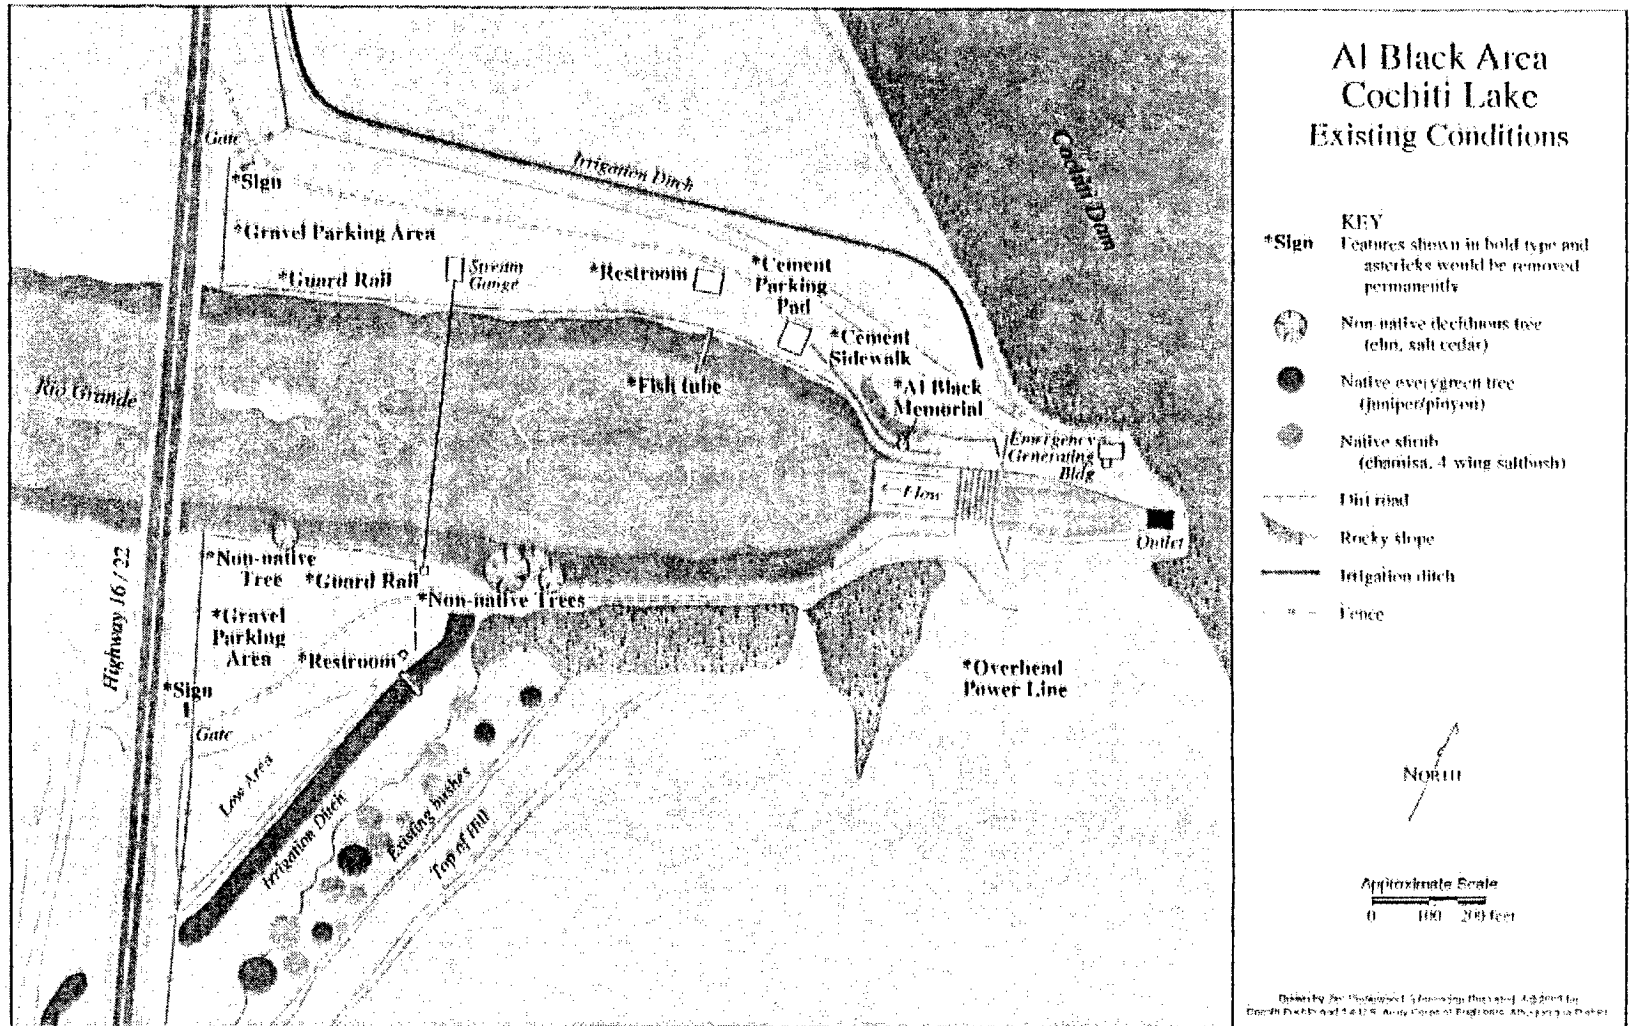 Al Black Area
Cochiti Lake
Existing Conditions
KEY
*Sign
Features shown in bold type and
asterisks would be removed
permanently
Non-native deciduous tree
(elm, salt cedar)
Native everygreen tree
(juniper/pinyon)
Native shrub
(chamisa, 4 wing saltbush)
Dirt road
Rocky slope
Irrigation ditch
Fence
NORTH
Approximate Scale
0 100 200 feet
Gate
*Sign
*Gravel Parking Area
*Guard Rail
Stream
Gauge
*Restroom
*Cement
Parking
Pad
Irrigation Ditch
Cochiti Dam
*Cement
Sidewalk
*Fish tube
*Al Black
Memorial
Emergency
Generating
Bldg
Rio Grande
Flow
Outlet
Highway 16 / 22
*Non-native
Tree
*Guard Rail
*Non-native Trees
*Gravel
Parking
Area
*Restroom
*Sign
Gate
*Overhead
Power Line
Low Area
Irrigation Ditch
Existing bushes
Top of Hill